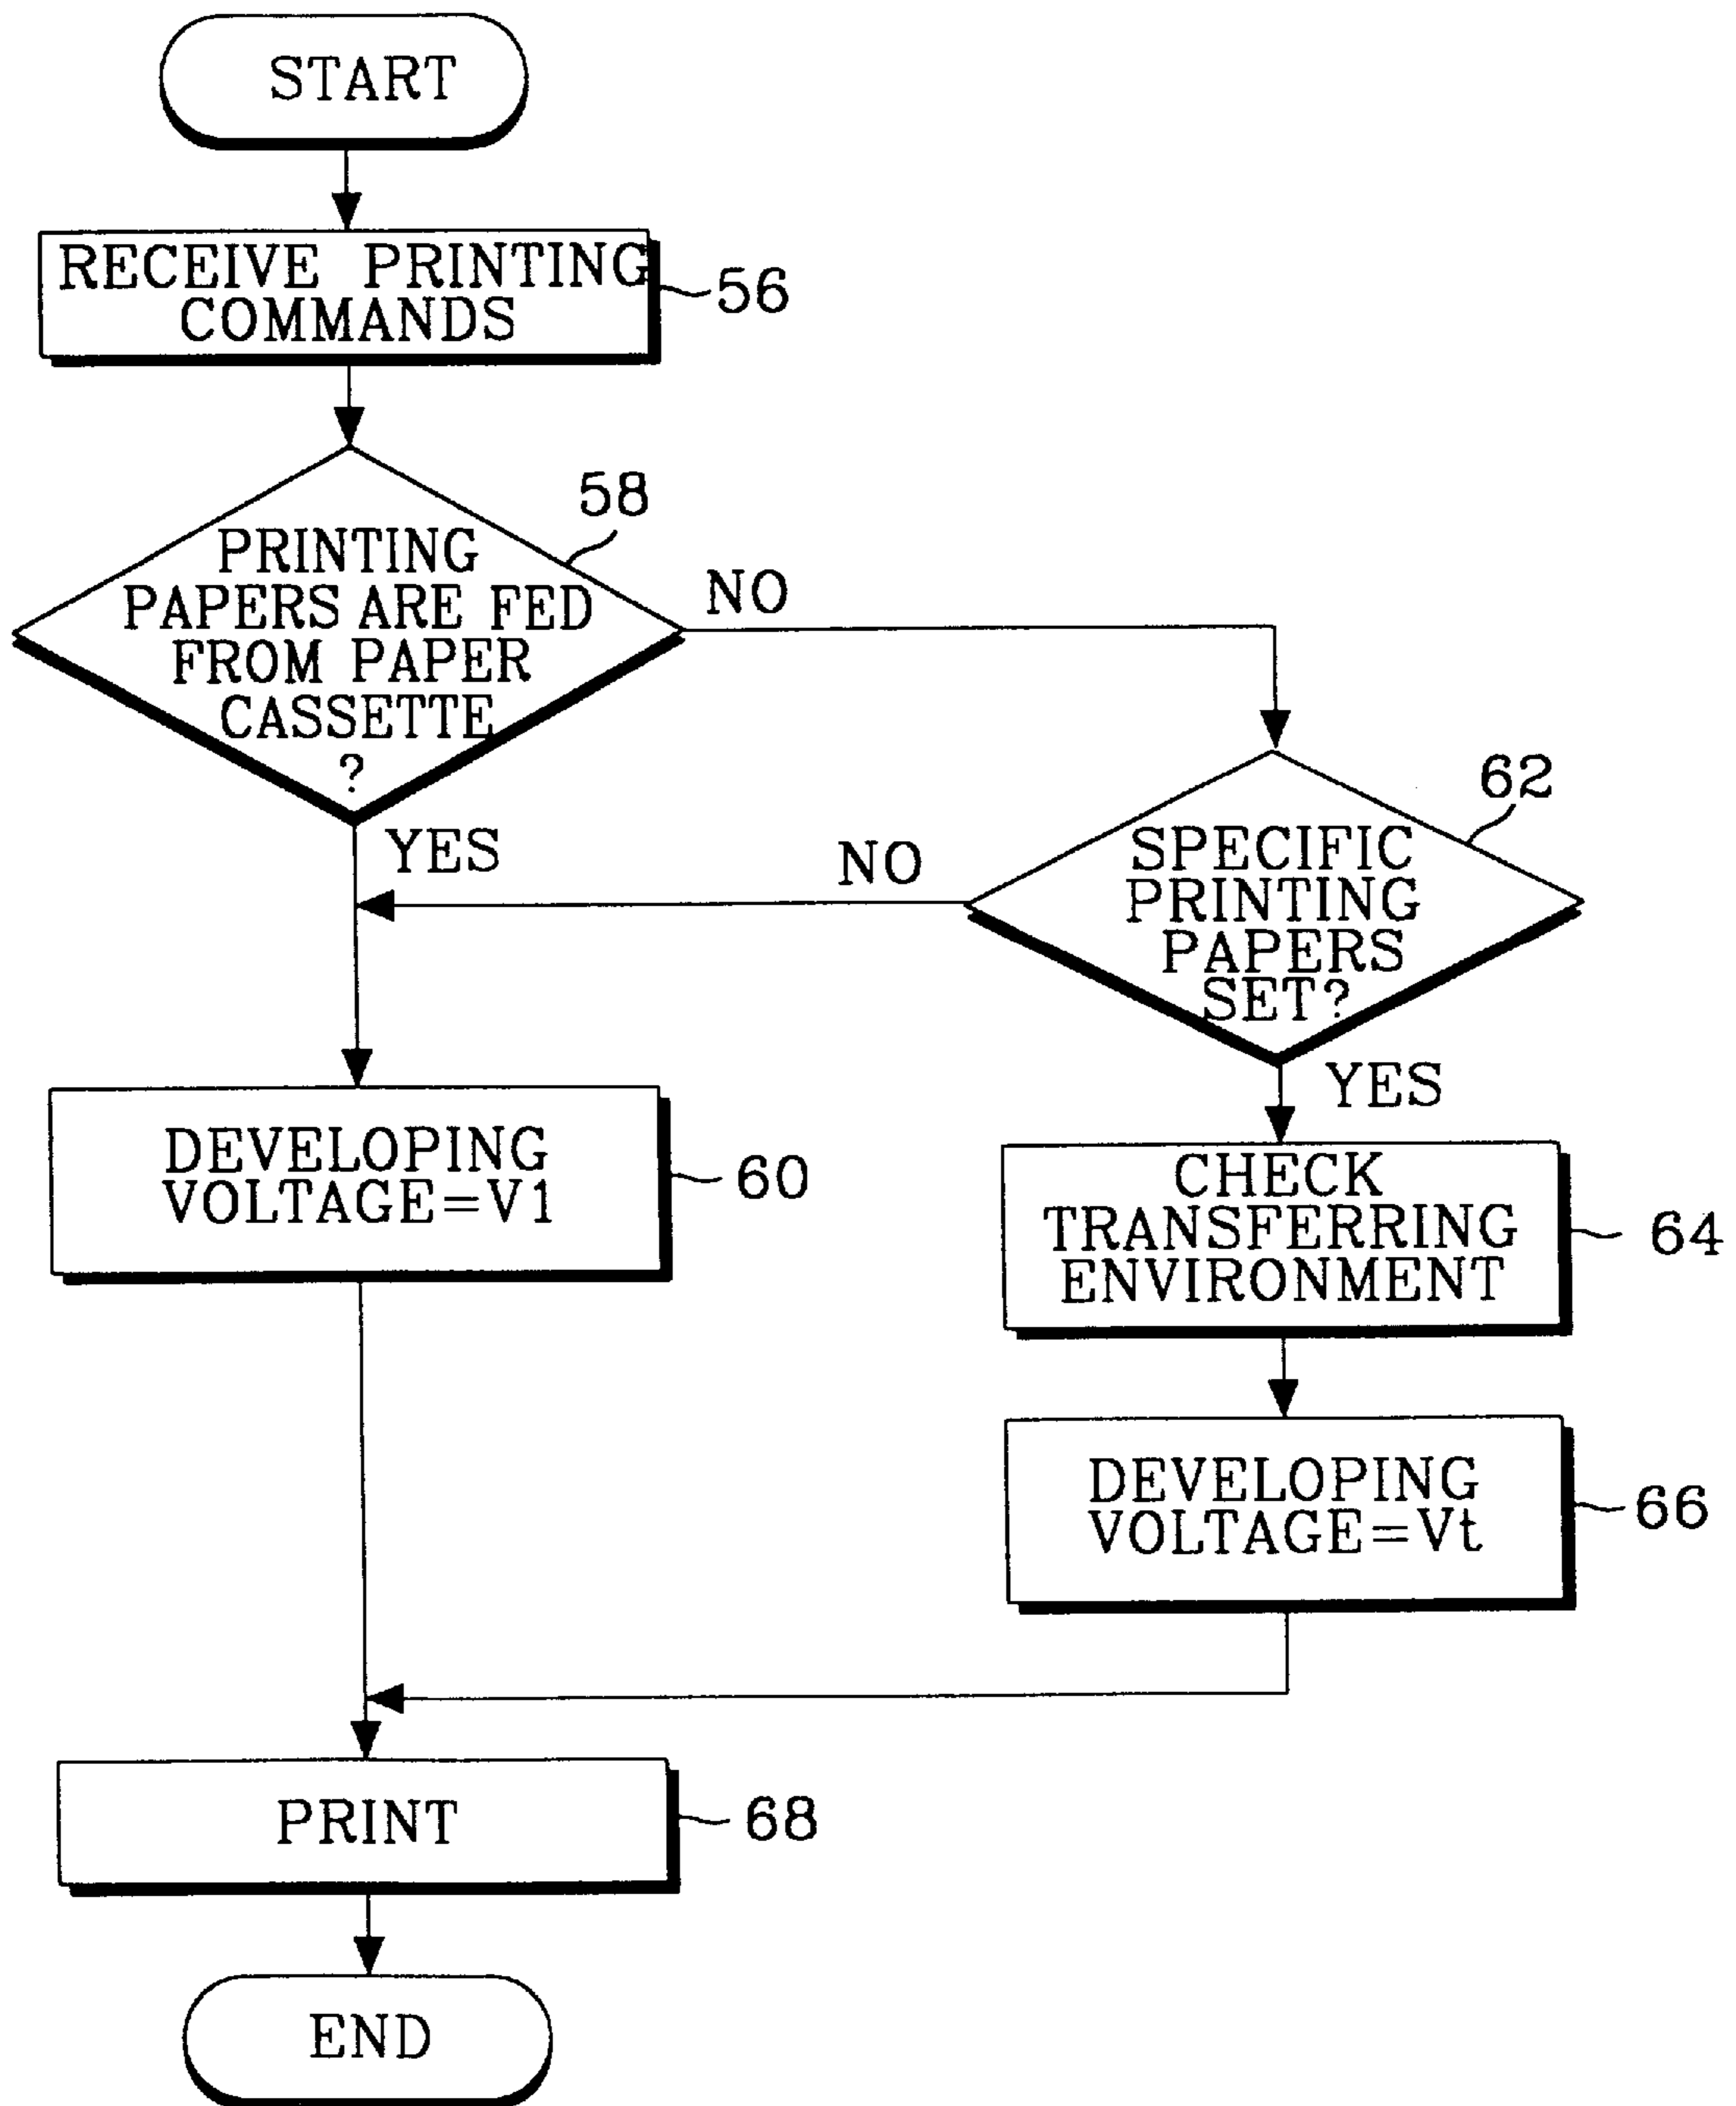 START
RECEIVE PRINTING
COMMANDS
56
58
PRINTING
PAPERS ARE FED
FROM PAPER
CASSETTE
?
NO
YES
62
SPECIFIC
PRINTING
PAPERS
SET?
NO
YES
DEVELOPING
VOLTAGE=V1
60
CHECK
TRANSFERRING
ENVIRONMENT
64
DEVELOPING
VOLTAGE=Vt
66
PRINT
68
END